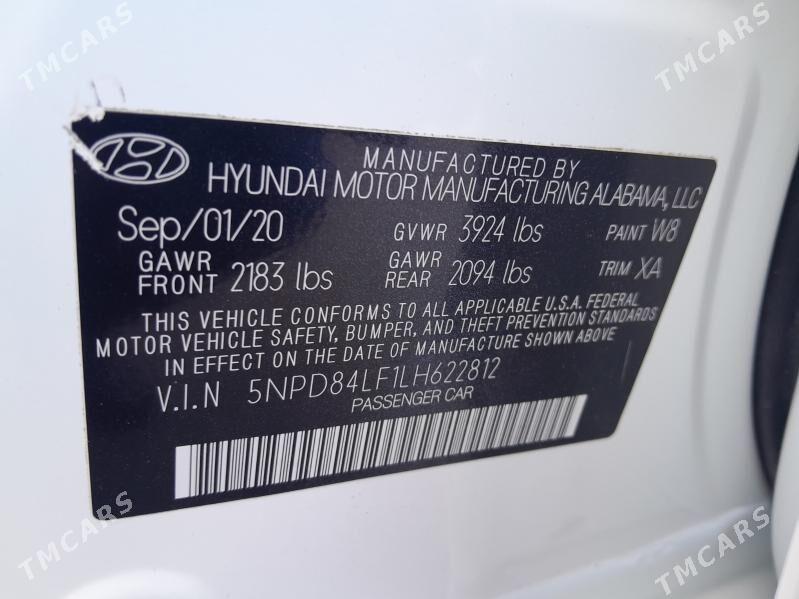 TMCARS
TMCARS
MANUFACTURED BY
HYUNDAI MOTOR MANUFACTURING ALABAMA, LLC
Sep/01/20 GVWR 3924 lbs PAINT W8
GAWR FRONT 2183 lbs GAWR REAR 2094 lbs TRIM XA
THIS VEHICLE CONFORMS TO ALL APPLICABLE U.S.A. FEDERAL
MOTOR VEHICLE SAFETY, BUMPER, AND THEFT PREVENTION STANDARDS
IN EFFECT ON THE DATE OF MANUFACTURE SHOWN ABOVE
V.I.N 5NPD84LF1LH622812
PASSENGER CAR
TMCARS
TMCARS